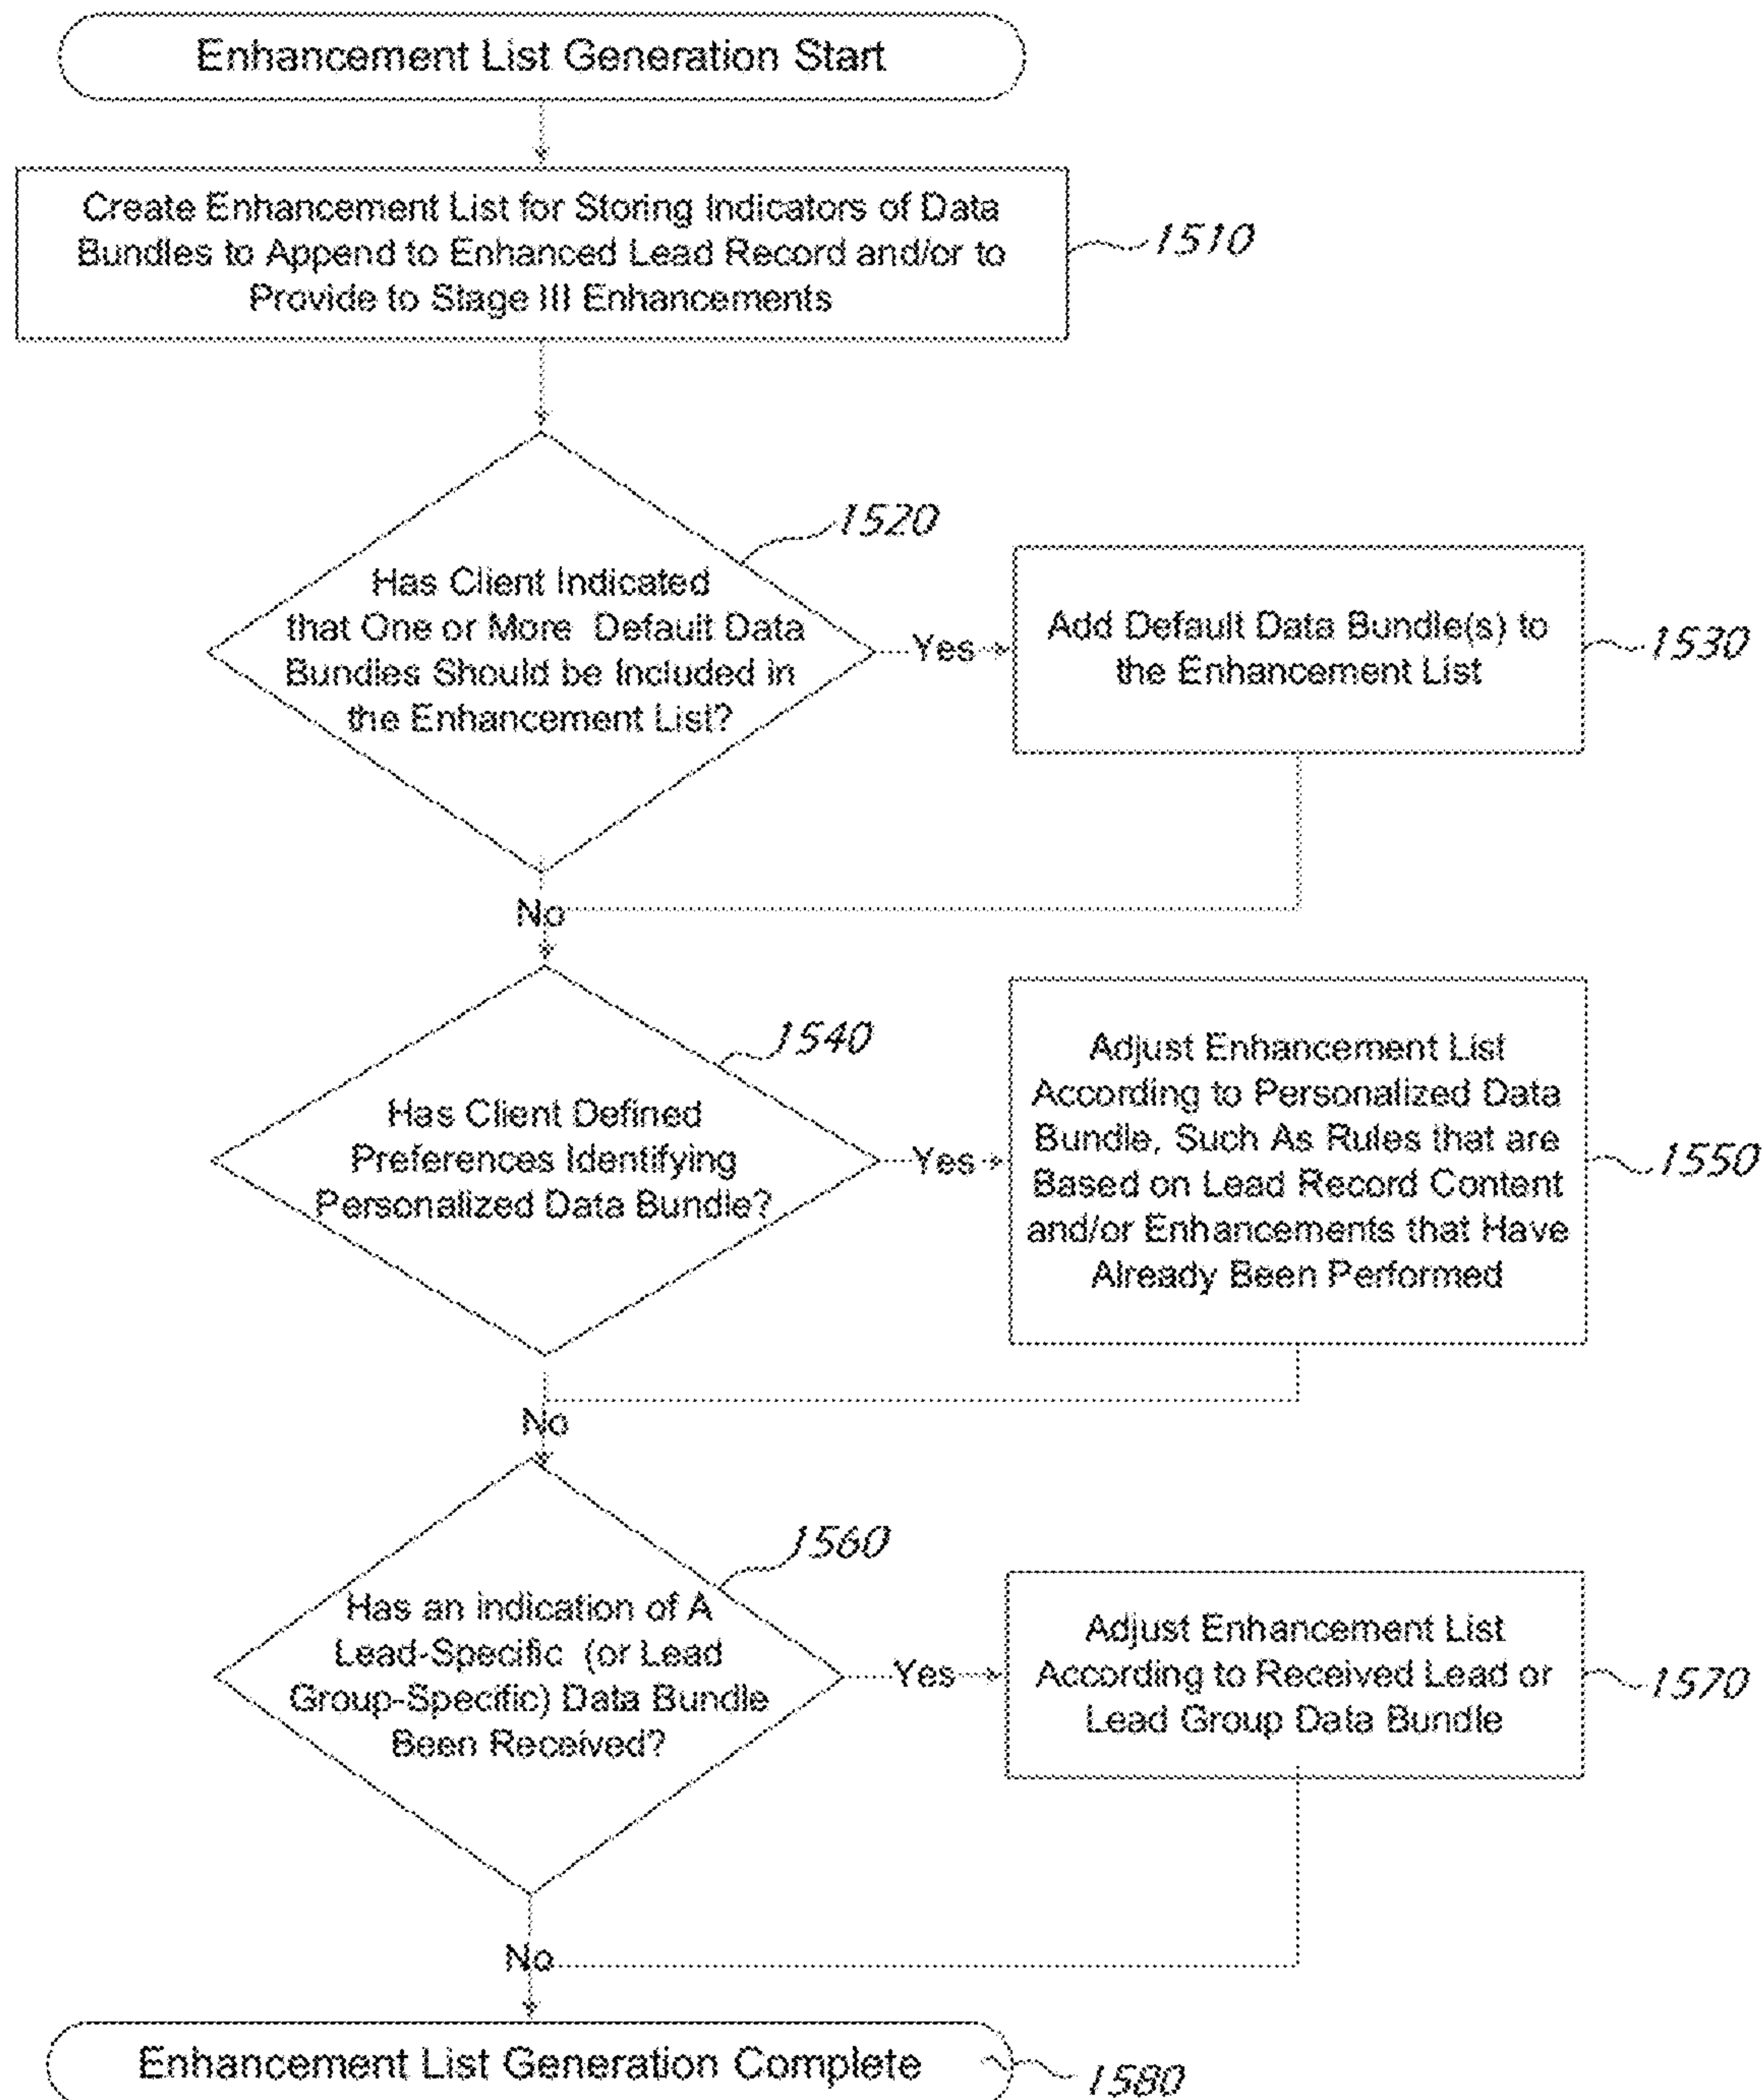 Enhancement List Generation Start
Create Enhancement List for Storing Indicators of Data
Bundles to Append to Enhanced Lead Record and/or to
Provide to Stage III Enhancements
1510
1520
Has Client Indicated
that One or More Default Data
Bundles Should be Included in
the Enhancement List?
Yes
Add Default Data Bundle(s) to
the Enhancement List
1530
No
1540
Has Client Defined
Preferences Identifying
Personalized Data Bundle?
Yes
Adjust Enhancement List
According to Personalized Data
Bundle, Such As Rules that are
Based on Lead Record Content
and/or Enhancements that Have
Already Been Performed
1550
No
1560
Has an indication of A
Lead-Specific (or Lead
Group-Specific) Data Bundle
Been Received?
Yes
Adjust Enhancement List
According to Received Lead or
Lead Group Data Bundle
1570
No
Enhancement List Generation Complete
1580